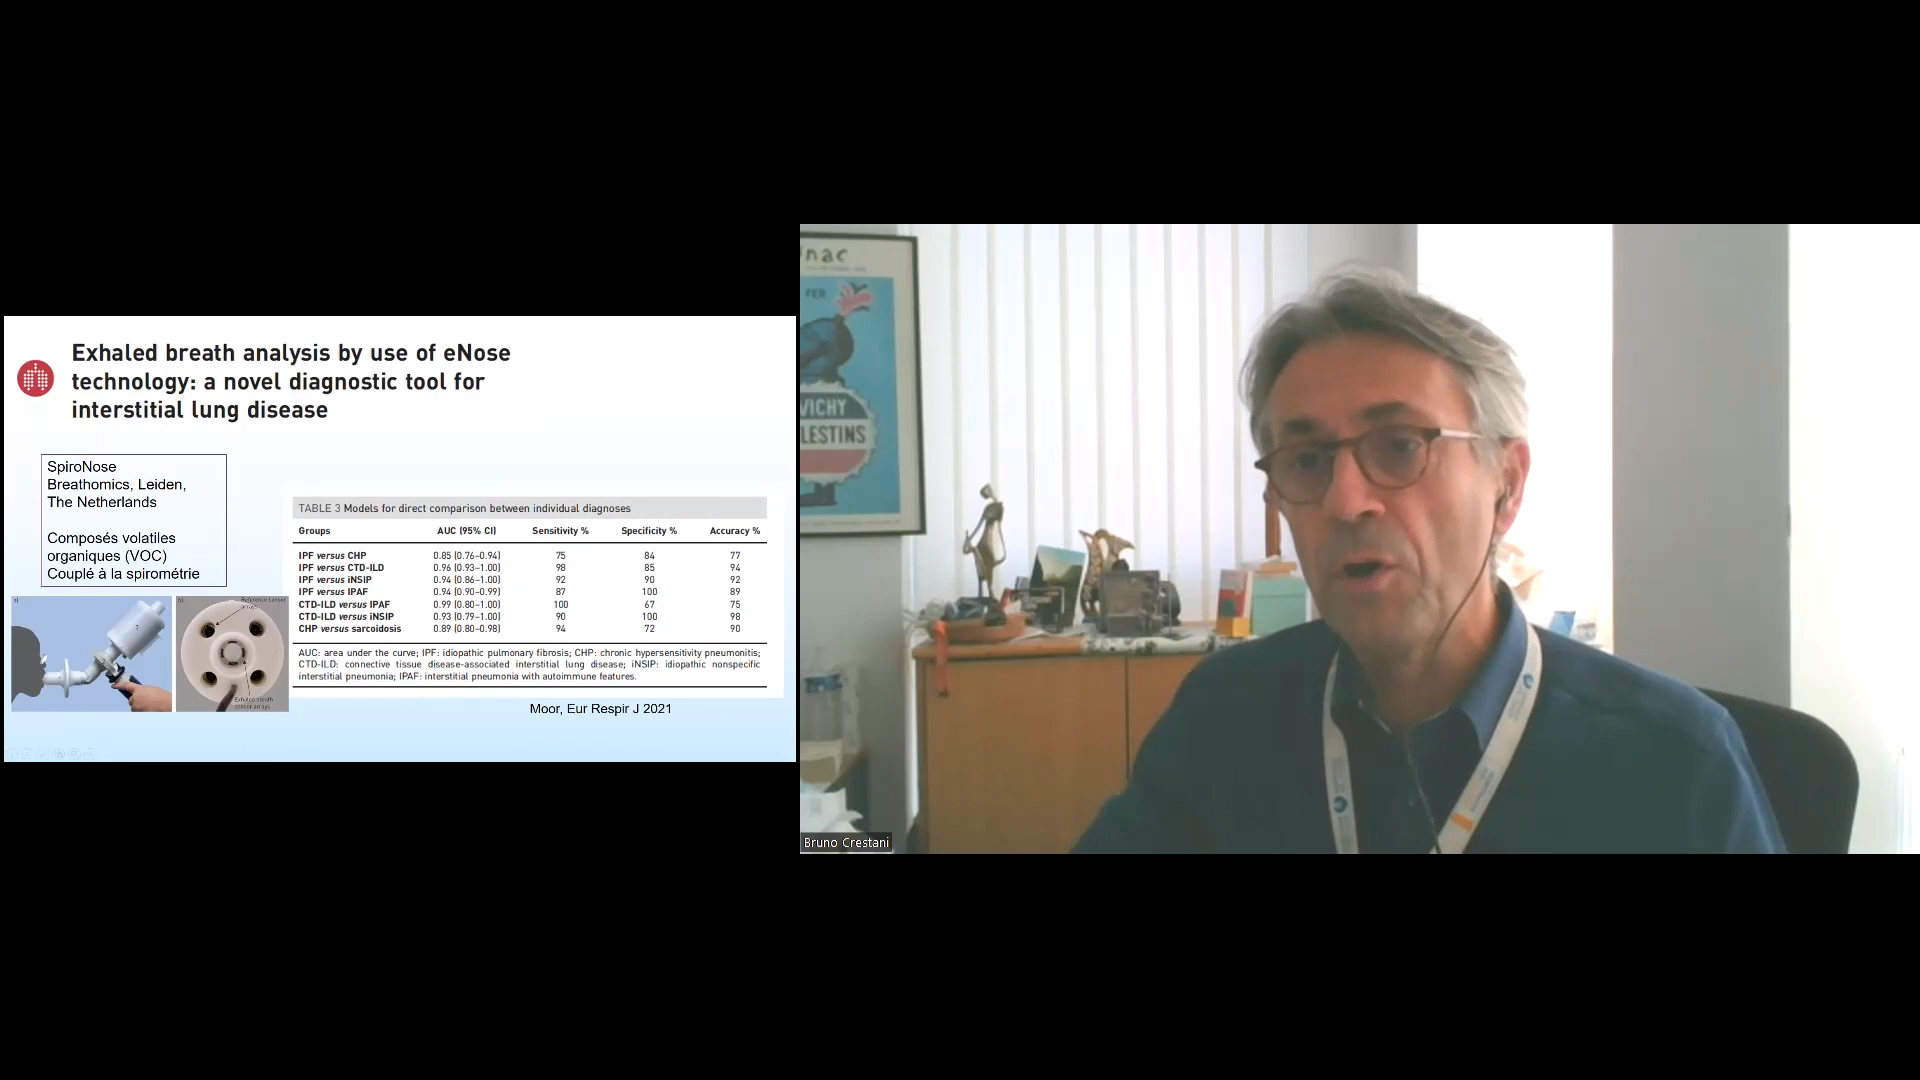 Exhaled breath analysis by use of eNose
technology: a novel diagnostic tool for
interstitial lung disease
SpiroNose
Breathomics, Leiden,
The Netherlands
Composés volatiles
organiques (VOC)
Couplé à la spirométrie
a)
b)
Reference sensor
arrays
Exhaled breath
sensor arrays
TABLE 3 Models for direct comparison between individual diagnoses
Groups AUC (95% CI) Sensitivity % Specificity % Accuracy %
IPF versus CHP 0.85 (0.76–0.94) 75 84 77
IPF versus CTD-ILD 0.96 (0.93–1.00) 98 85 94
IPF versus iNSIP 0.94 (0.86–1.00) 92 90 92
IPF versus IPAF 0.94 (0.90–0.99) 87 100 89
CTD-ILD versus IPAF 0.99 (0.80–1.00) 100 67 75
CTD-ILD versus iNSIP 0.93 (0.79–1.00) 90 100 98
CHP versus sarcoidosis 0.89 (0.80–0.98) 94 72 90
AUC: area under the curve; IPF: idiopathic pulmonary fibrosis; CHP: chronic hypersensitivity pneumonitis;
CTD-ILD: connective tissue disease-associated interstitial lung disease; iNSIP: idiopathic nonspecific
interstitial pneumonia; IPAF: interstitial pneumonia with autoimmune features.
Moor, Eur Respir J 2021
nac
FER
VICHY
LESTINS
Bruno Crestani